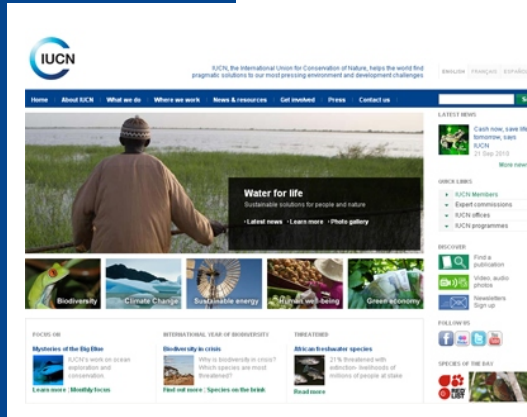 IUCN
IUCN, the International Union for Conservation of Nature, helps the world find
pragmatic solutions to our most pressing environment and development challenges
ENGLISH | FRANÇAIS | ESPAÑO
Home
About IUCN
What we do
Where we work
News & resources
Get involved
Press
Contact us
Water for life
Sustainable solutions for people and nature
Latest news
Learn more
Photo gallery
Biodiversity
Climate Change
Sustainable energy
Human well-being
Green economy
LATEST NEWS
Cash now, save life
tomorrow, says
IUCN
21 Sep 2010
More new
QUICK LINKS
IUCN Members
Expert commissions
IUCN offices
IUCN programmes
DISCOVER
Find a
publication
Video, audio
photos
Newsletters
Sign up
FOLLOW US
SPECIES OF THE DAY
RED
LIST
FOCUS ON
Mysteries of the Big Blue
IUCN's work on ocean
exploration and
conservation
Learn more | Monthly focus
INTERNATIONAL YEAR OF BIODIVERSITY
Biodiversity in crisis
Why is biodiversity in crisis?
Which species are most
threatened?
Find out more | Species on the brink
THREATENED
African freshwater species
21% threatened with
extinction- livelihoods of
millions of people at stake
Read more